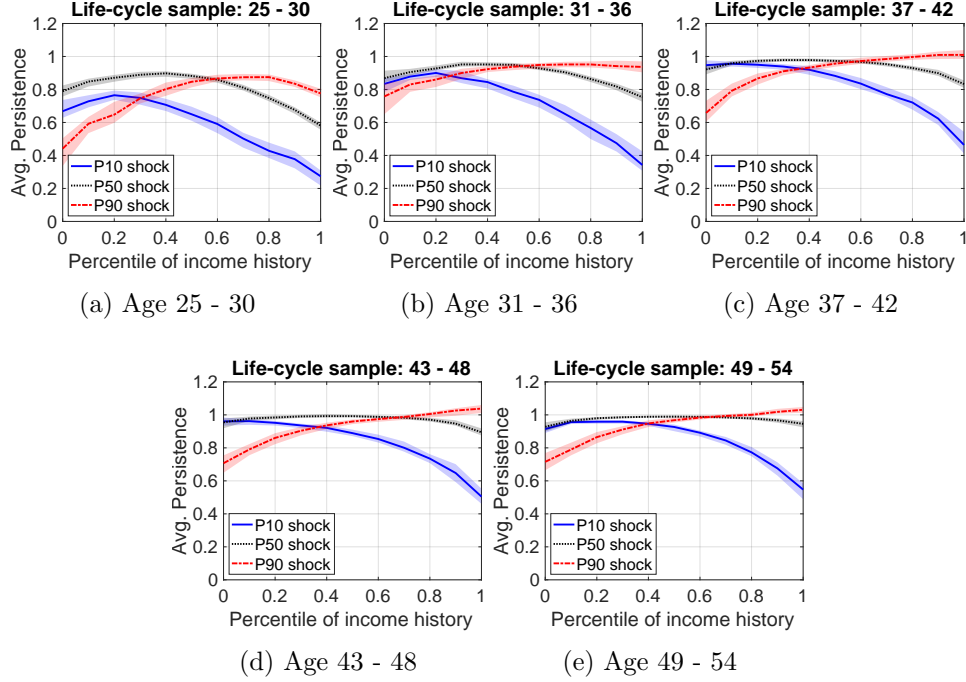 Life-cycle sample: 25 - 30
Avg. Persistence
1.2
1
0.8
0.6
0.4
0.2
0
P10 shock
P50 shock
P90 shock
0 0.2 0.4 0.6 0.8 1
Percentile of income history
(a) Age 25 - 30
Life-cycle sample: 31 - 36
Avg. Persistence
1.2
1
0.8
0.6
0.4
0.2
0
P10 shock
P50 shock
P90 shock
0 0.2 0.4 0.6 0.8 1
Percentile of income history
(b) Age 31 - 36
Life-cycle sample: 37 - 42
Avg. Persistence
1.2
1
0.8
0.6
0.4
0.2
0
P10 shock
P50 shock
P90 shock
0 0.2 0.4 0.6 0.8 1
Percentile of income history
(c) Age 37 - 42
Life-cycle sample: 43 - 48
Avg. Persistence
1.2
1
0.8
0.6
0.4
0.2
0
P10 shock
P50 shock
P90 shock
0 0.2 0.4 0.6 0.8 1
Percentile of income history
(d) Age 43 - 48
Life-cycle sample: 49 - 54
Avg. Persistence
1.2
1
0.8
0.6
0.4
0.2
0
P10 shock
P50 shock
P90 shock
0 0.2 0.4 0.6 0.8 1
Percentile of income history
(e) Age 49 - 54